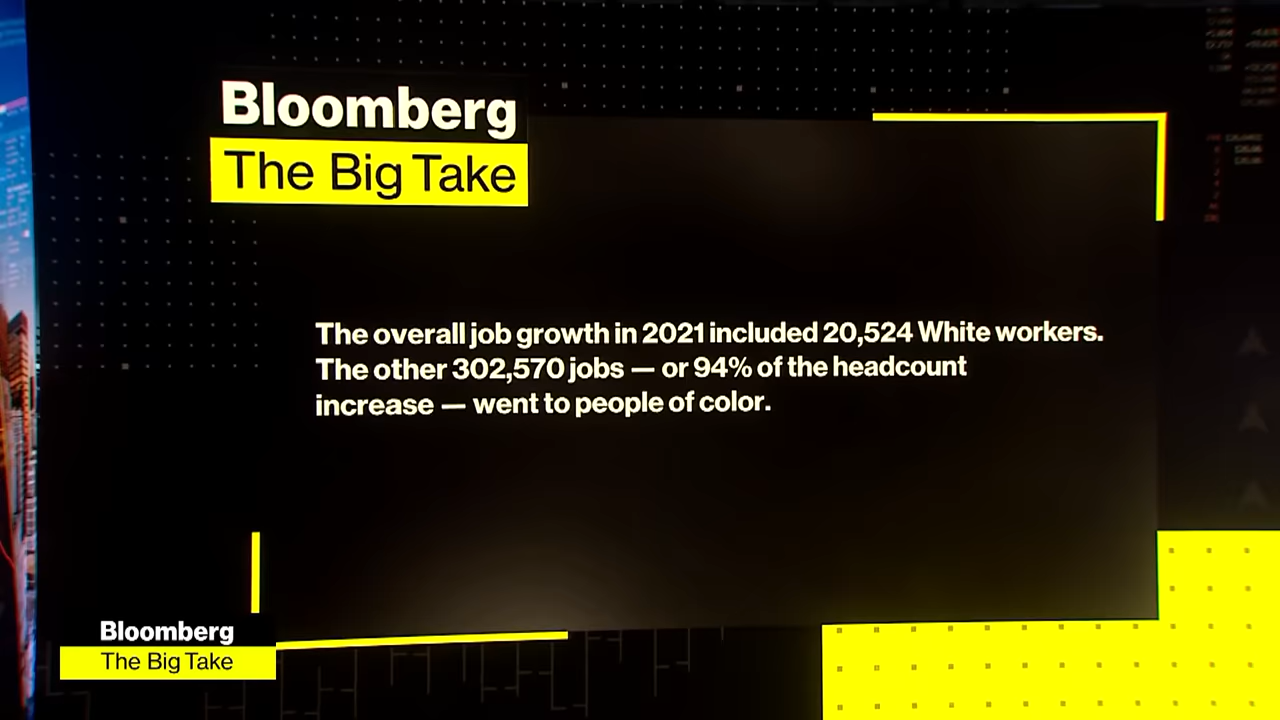 Bloomberg
The Big Take
The overall job growth in 2021 included 20,524 White workers.
The other 302,570 jobs — or 94% of the headcount
increase — went to people of color.
Bloomberg
The Big Take